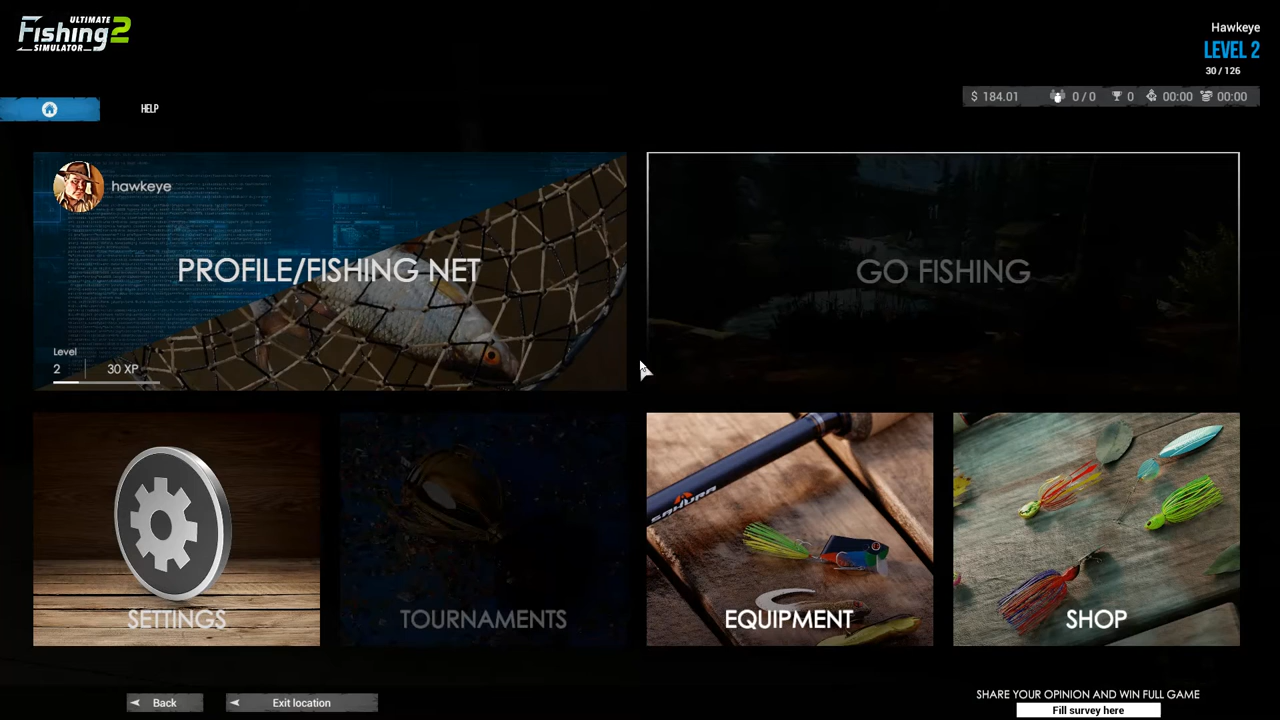 ULTIMATE
Fishing 2
SIMULATOR
Hawkeye
LEVEL 2
30 / 126
HELP
$ 184.01 0 / 0 0 00:00 00:00
hawkeye
PROFILE/FISHING NET
Level
2 30 XP
GO FISHING
SETTINGS
TOURNAMENTS
SAKURA
EQUIPMENT
SHOP
Back
Exit location
SHARE YOUR OPINION AND WIN FULL GAME
Fill survey here